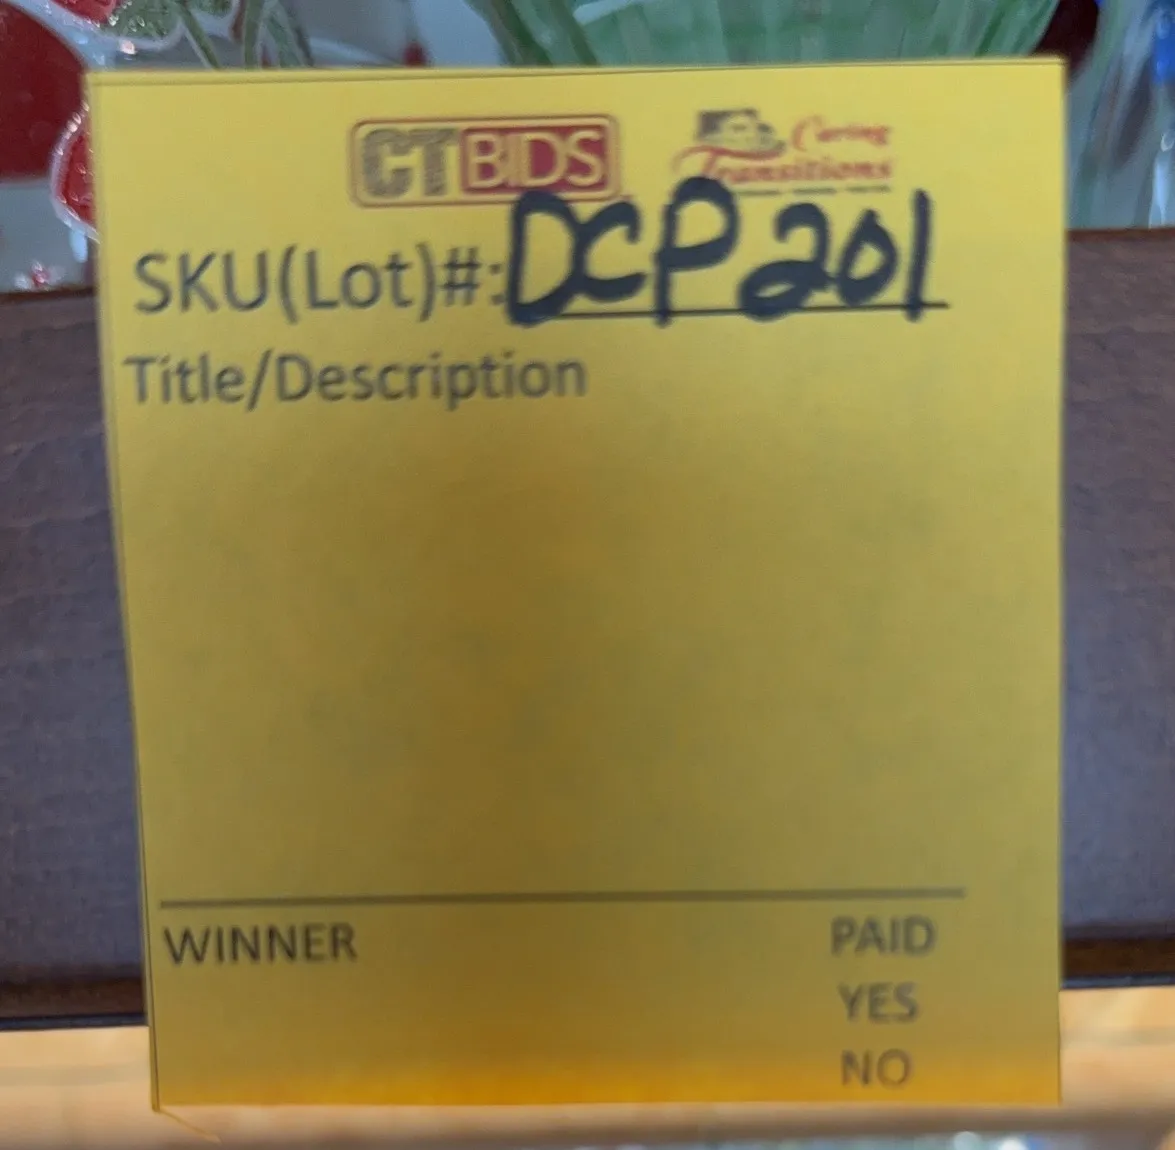 CTBIDS
Caring
Transitions
SKU(Lot)#: DCP201
Title/Description
WINNER
PAID
YES
NO